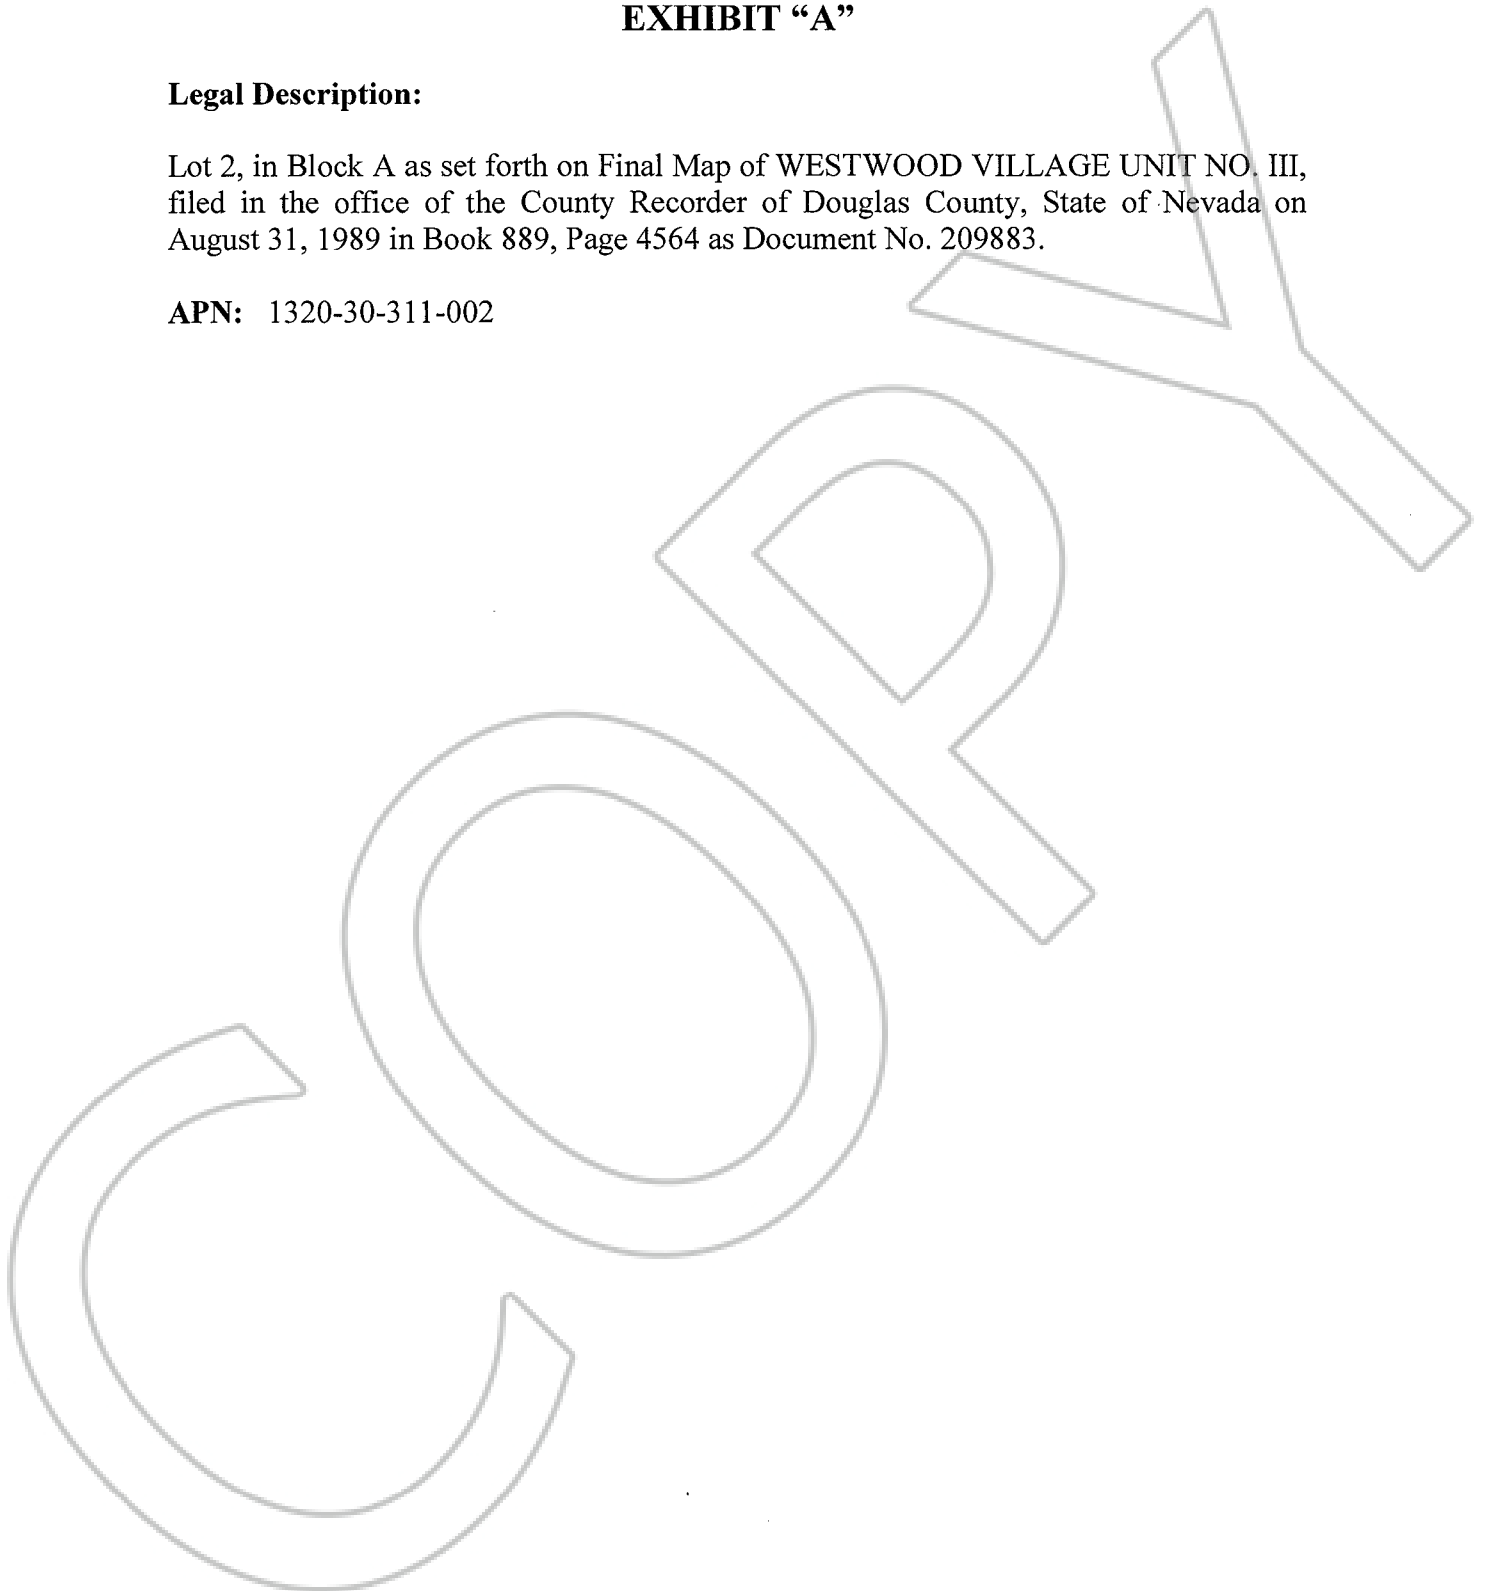 EXHIBIT “A”
Legal Description:
Lot 2, in Block A as set forth on Final Map of WESTWOOD VILLAGE UNIT NO. III,
filed in the office of the County Recorder of Douglas County, State of Nevada on
August 31, 1989 in Book 889, Page 4564 as Document No. 209883.
APN: 1320-30-311-002
COPY